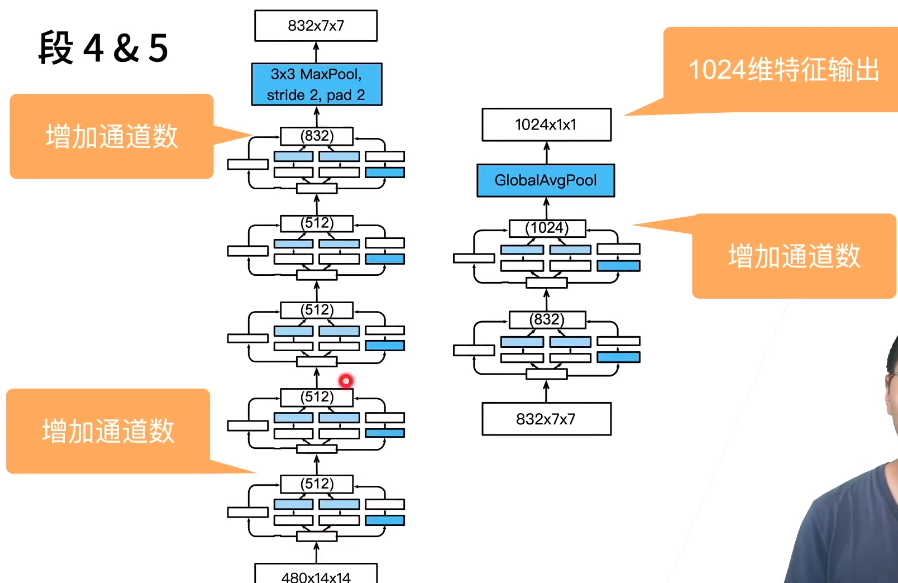 段 4 & 5
832x7x7
3x3 MaxPool,
stride 2, pad 2
增加通道数
(832)
(512)
(512)
(512)
增加通道数
(512)
480x14x14
1024维特征输出
1024x1x1
GlobalAvgPool
(1024)
增加通道数
(832)
832x7x7